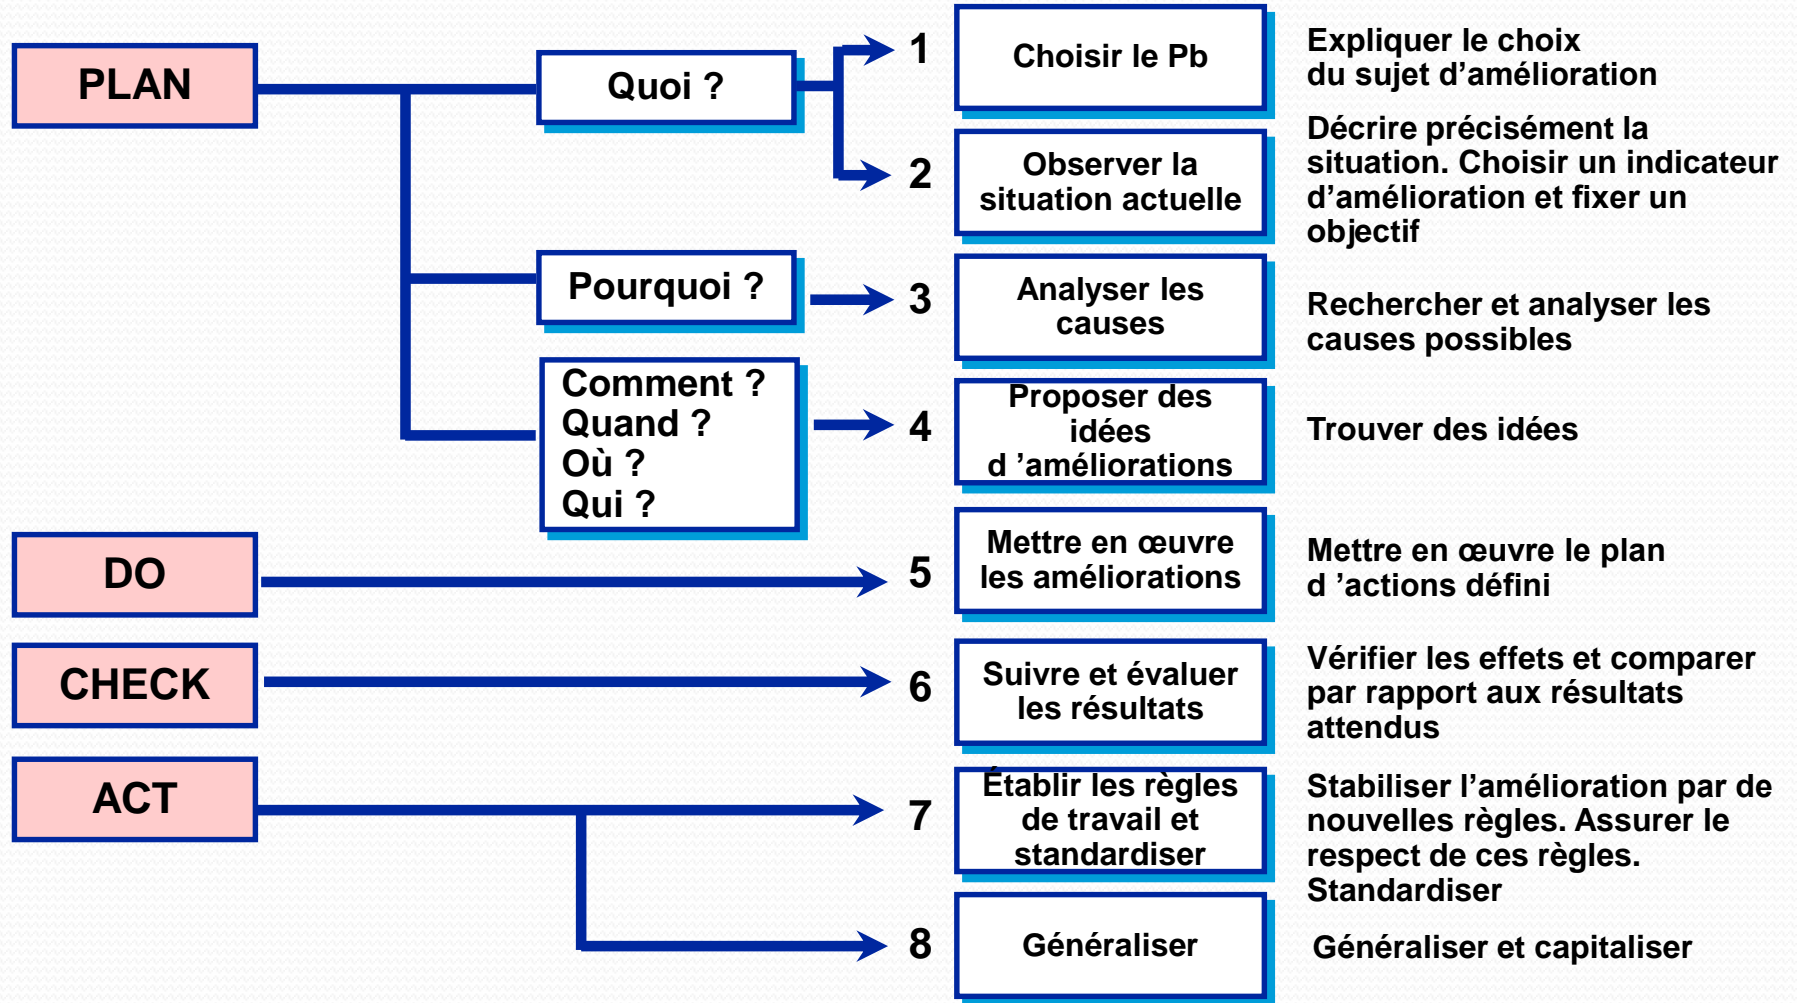 PLAN
Quoi ?
1
Choisir le Pb
Expliquer le choix
du sujet d’amélioration
2
Observer la
situation actuelle
Décrire précisément la
situation. Choisir un indicateur
d’amélioration et fixer un
objectif
Pourquoi ?
3
Analyser les
causes
Rechercher et analyser les
causes possibles
Comment ?
Quand ?
Où ?
Qui ?
4
Proposer des
idées
d ’améliorations
Trouver des idées
DO
5
Mettre en œuvre
les améliorations
Mettre en œuvre le plan
d ’actions défini
CHECK
6
Suivre et évaluer
les résultats
Vérifier les effets et comparer
par rapport aux résultats
attendus
ACT
7
Établir les règles
de travail et
standardiser
Stabiliser l’amélioration par de
nouvelles règles. Assurer le
respect de ces règles.
Standardiser
8
Généraliser
Généraliser et capitaliser